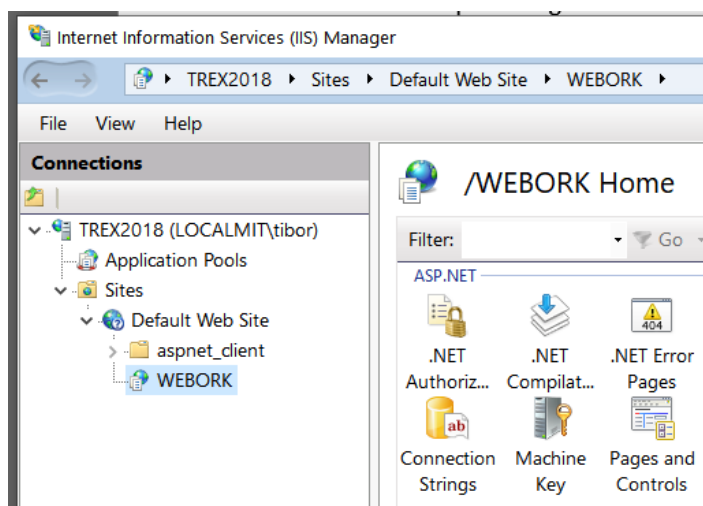 Internet Information Services (IIS) Manager
TREX2018 Sites Default Web Site WEBORK
File View Help
Connections
TREX2018 (LOCALMIT\tibor)
Application Pools
Sites
Default Web Site
aspnet_client
WEBORK
/WEBORK Home
Filter: Go
ASP.NET
.NET Authoriz...
.NET Compilat...
404
.NET Error Pages
ab
Connection Strings
Machine Key
Pages and Controls